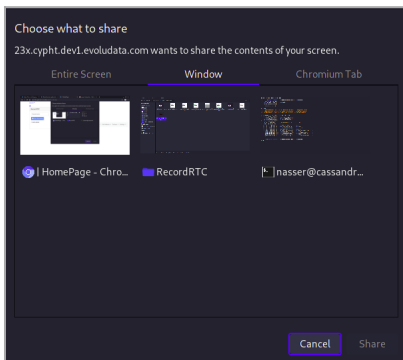 Choose what to share
23x.cypht.dev1.evoludata.com wants to share the contents of your screen.
Entire Screen
Window
Chromium Tab
| HomePage - Chro...
RecordRTC
nasser@cassandr...
Cancel
Share